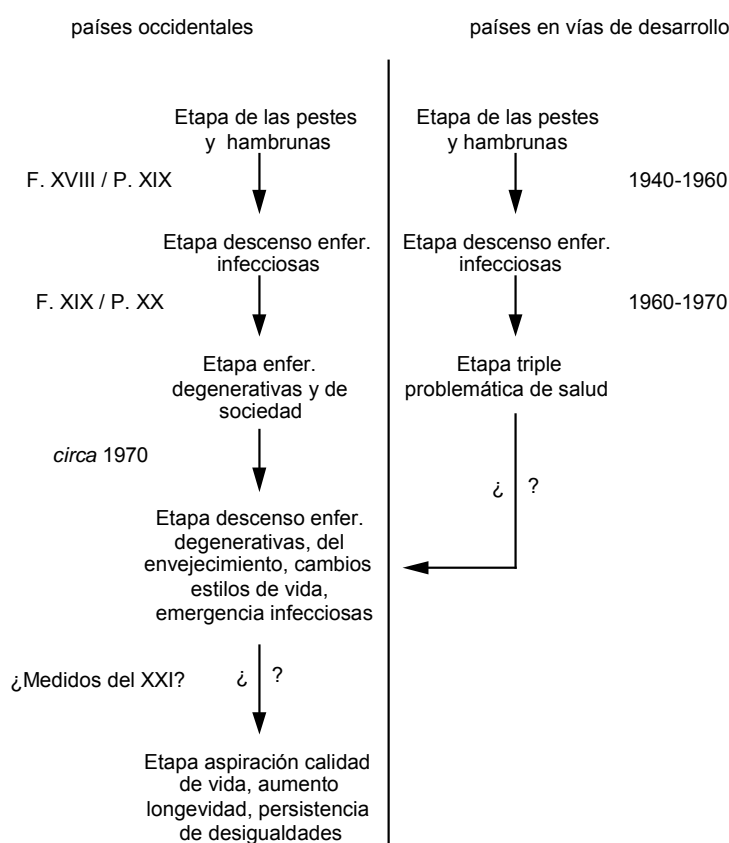 países occidentales
países en vías de desarrollo
Etapa de las pestes
y hambrunas
Etapa de las pestes
y hambrunas
F. XVIII / P. XIX
1940-1960
Etapa descenso enfer.
infecciosas
Etapa descenso enfer.
infecciosas
F. XIX / P. XX
1960-1970
Etapa enfer.
degenerativas y de
sociedad
Etapa triple
problemática de salud
circa 1970
¿ ?
Etapa descenso enfer.
degenerativas, del
envejecimiento, cambios
estilos de vida,
emergencia infecciosas
¿Medidos del XXI?
¿ ?
Etapa aspiración calidad
de vida, aumento
longevidad, persistencia
de desigualdades